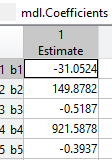 mdl.Coefficients
1
Estimate
1 b1 -31.0524
2 b2 149.8782
3 b3 -0.5187
4 b4 921.5878
5 b5 -0.3937